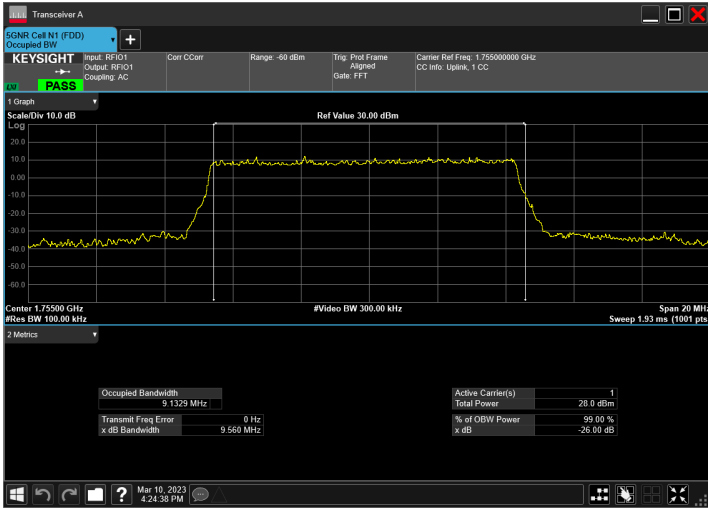 Transceiver A
5GNR Cell N1 (FDD)
Occupied BW
KEYSIGHT
Input: RFIO1
Output: RFIO1
Coupling: AC
Corr CCorr
Range: -60 dBm
Trig: Prot Frame
Aligned
Gate: FFT
Carrier Ref Freq: 1.755000000 GHz
CC Info: Uplink, 1 CC
LXI
PASS
1 Graph
Scale/Div 10.0 dB
Ref Value 30.00 dBm
Log
20.0
10.0
0.00
-10.0
-20.0
-30.0
-40.0
-50.0
-60.0
Center 1.75500 GHz
#Video BW 300.00 kHz
Span 20 MHz
#Res BW 100.00 kHz
Sweep 1.93 ms (1001 pts
2 Metrics
Occupied Bandwidth
9.1329 MHz
Active Carrier(s) 1
Total Power 28.0 dBm
Transmit Freq Error 0 Hz
x dB Bandwidth 9.560 MHz
% of OBW Power 99.00 %
x dB -26.00 dB
?
Mar 10, 2023
4:24:38 PM